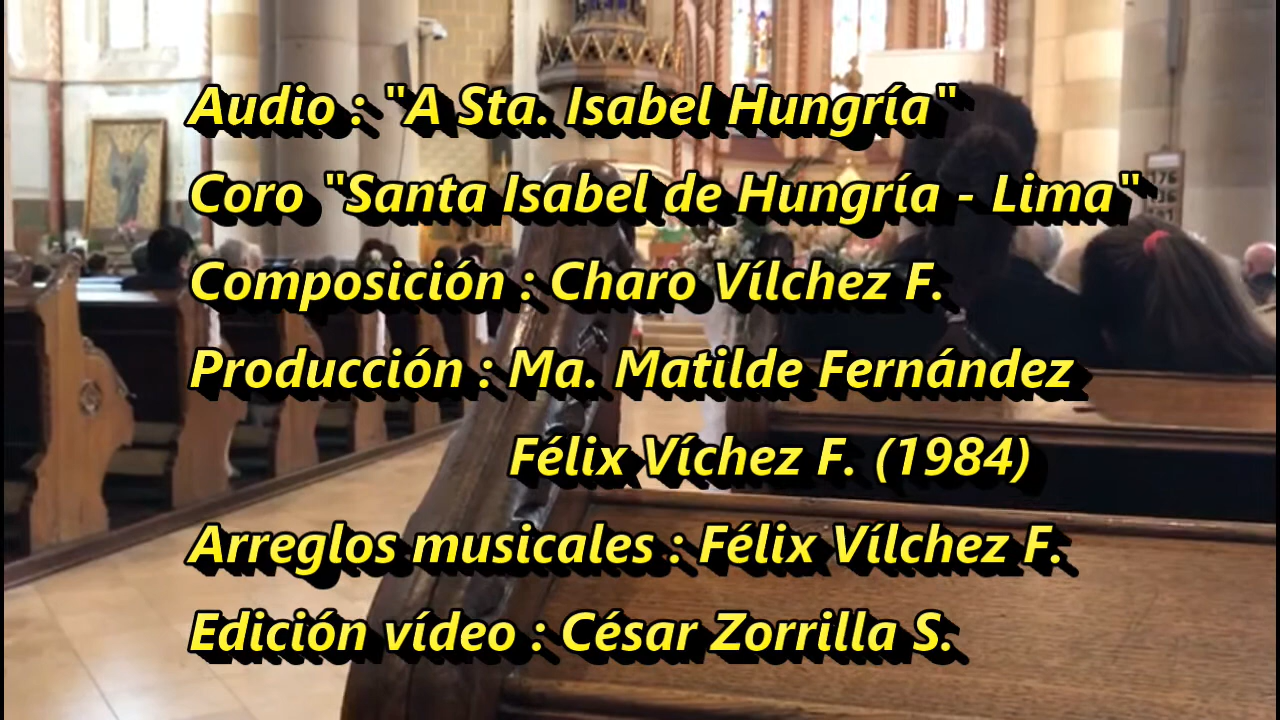 Audio : "A Sta. Isabel Hungría"
Coro "Santa Isabel de Hungría - Lima"
Composición : Charo Vílchez F.
Producción : Ma. Matilde Fernández
Félix Víchez F. (1984)
Arreglos musicales : Félix Vílchez F.
Edición vídeo : César Zorrilla S.